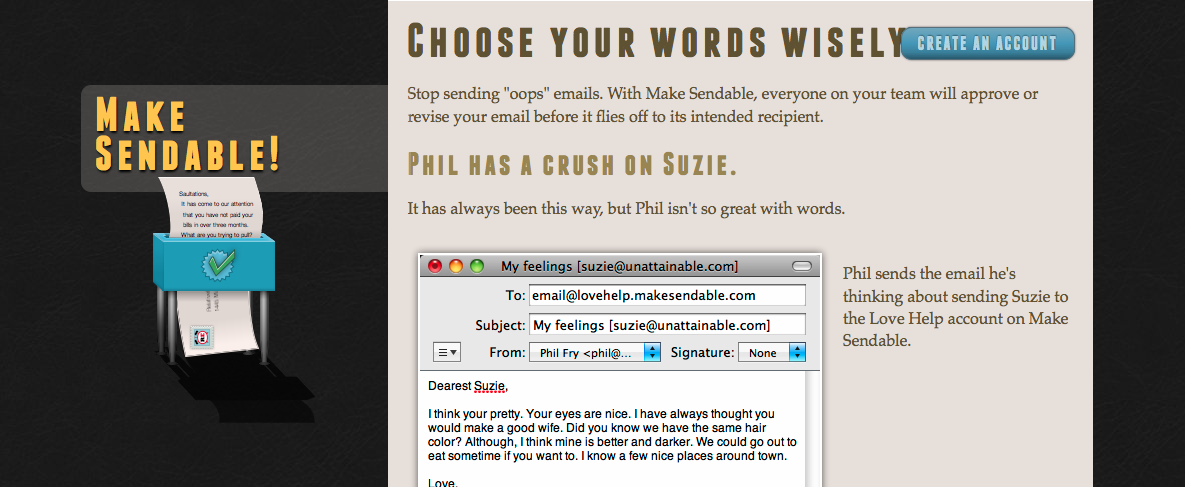 Choose your words wisely
CREATE AN ACCOUNT
Stop sending "oops" emails. With Make Sendable, everyone on your team will approve or
revise your email before it flies off to its intended recipient.
Make
Sendable!
Phil has a crush on Suzie.
Saultations,
It has come to our attention
that you have not paid your
bills in over three months.
What are you trying to pull?
It has always been this way, but Phil isn't so great with words.
My feelings [suzie@unattainable.com]
To: email@lovehelp.makesendable.com
Subject: My feelings [suzie@unattainable.com]
From: Phil Fry <phil@... Signature: None
Dearest Suzie,
I think your pretty. Your eyes are nice. I have always thought you
would make a good wife. Did you know we have the same hair
color? Although, I think mine is better and darker. We could go out to
eat sometime if you want to. I know a few nice places around town.
Love,
Phil sends the email he's
thinking about sending Suzie to
the Love Help account on Make
Sendable.